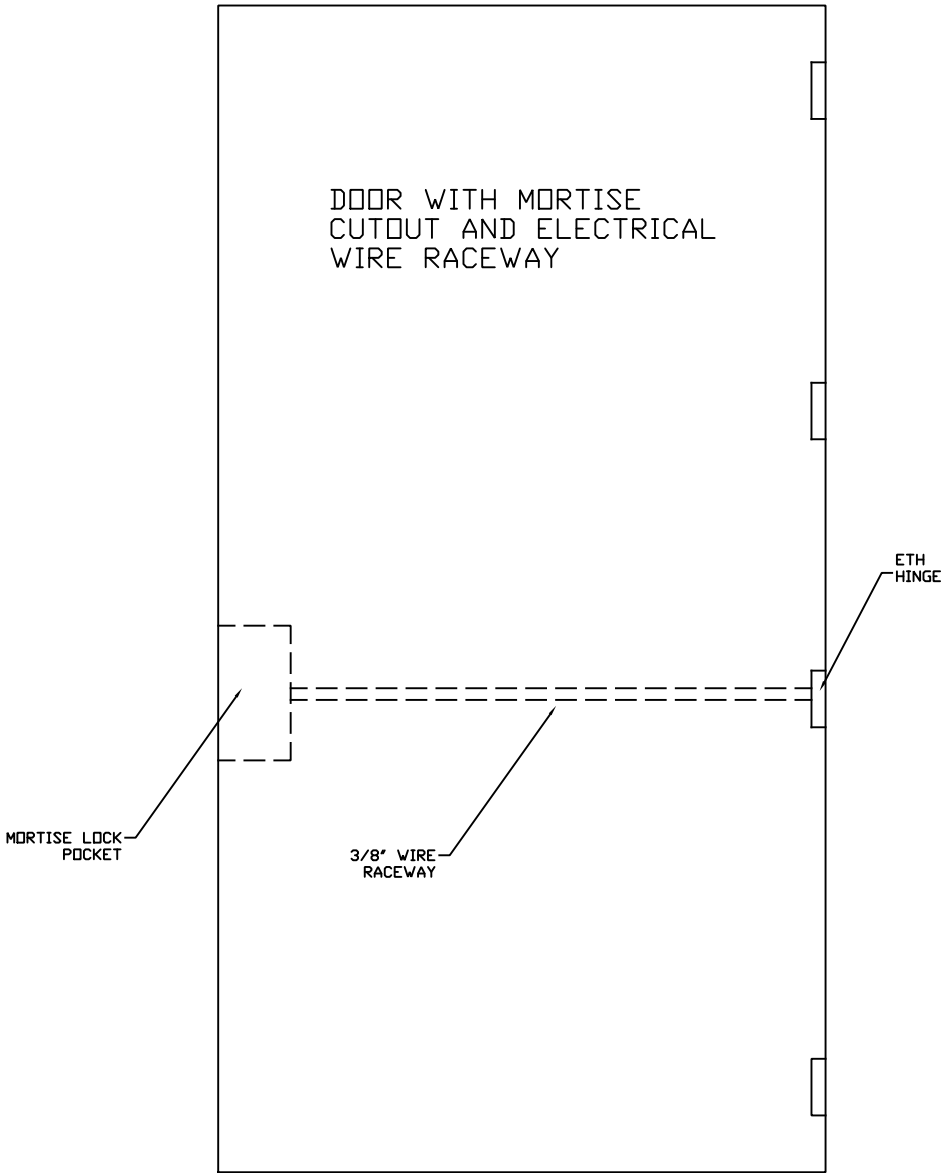 DOOR WITH MORTISE
CUTOUT AND ELECTRICAL
WIRE RACEWAY
ETH
HINGE
MORTISE LOCK
POCKET
3/8" WIRE
RACEWAY